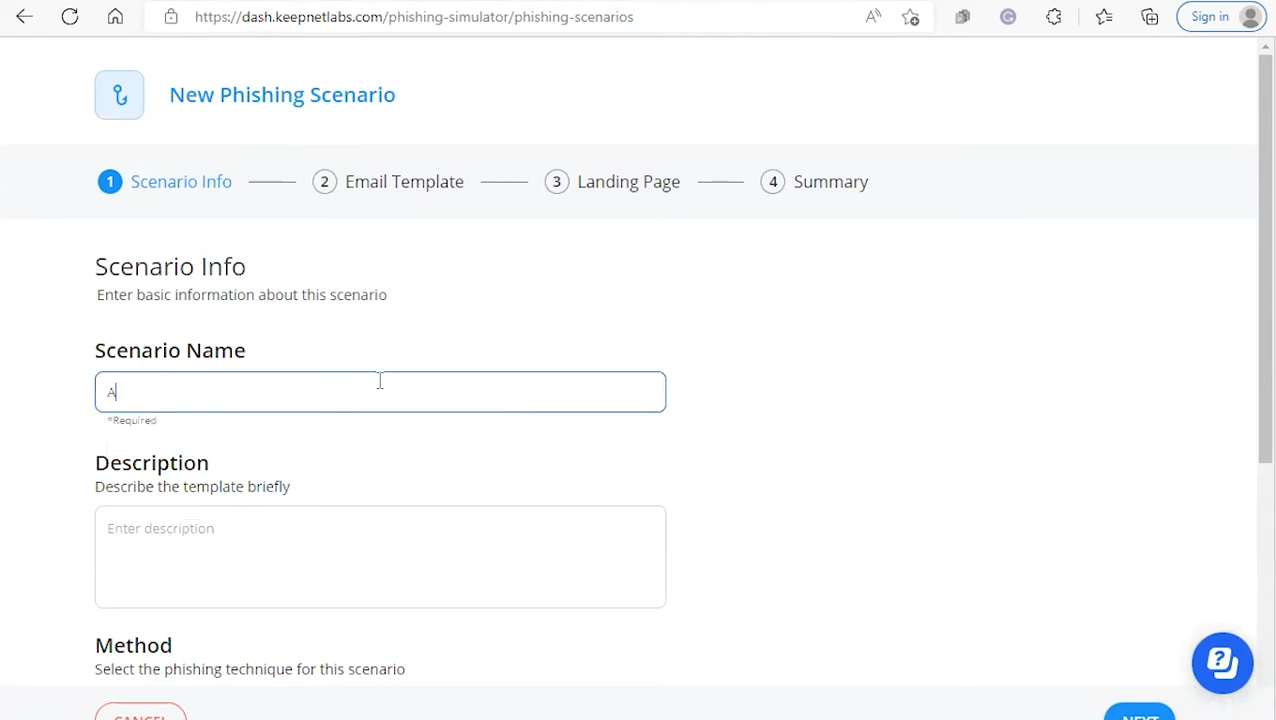 https://dash.keepnetlabs.com/phishing-simulator/phishing-scenarios
Sign in
New Phishing Scenario
1 Scenario Info 2 Email Template 3 Landing Page 4 Summary
Scenario Info
Enter basic information about this scenario
Scenario Name
A
*Required
Description
Describe the template briefly
Enter description
Method
Select the phishing technique for this scenario
CANCEL
NEXT